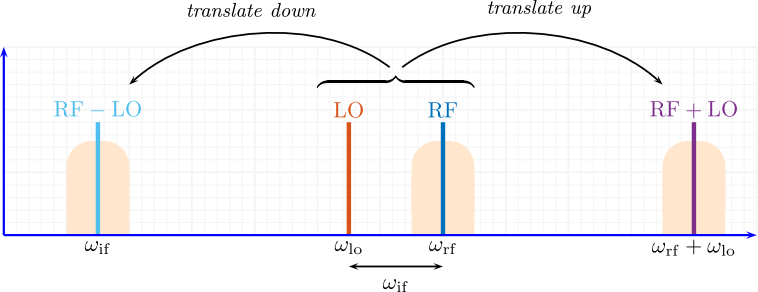 translate down
translate up
RF − LO
LO
RF
RF + LO
ω_if
ω_lo
ω_rf
ω_rf + ω_lo
ω_if